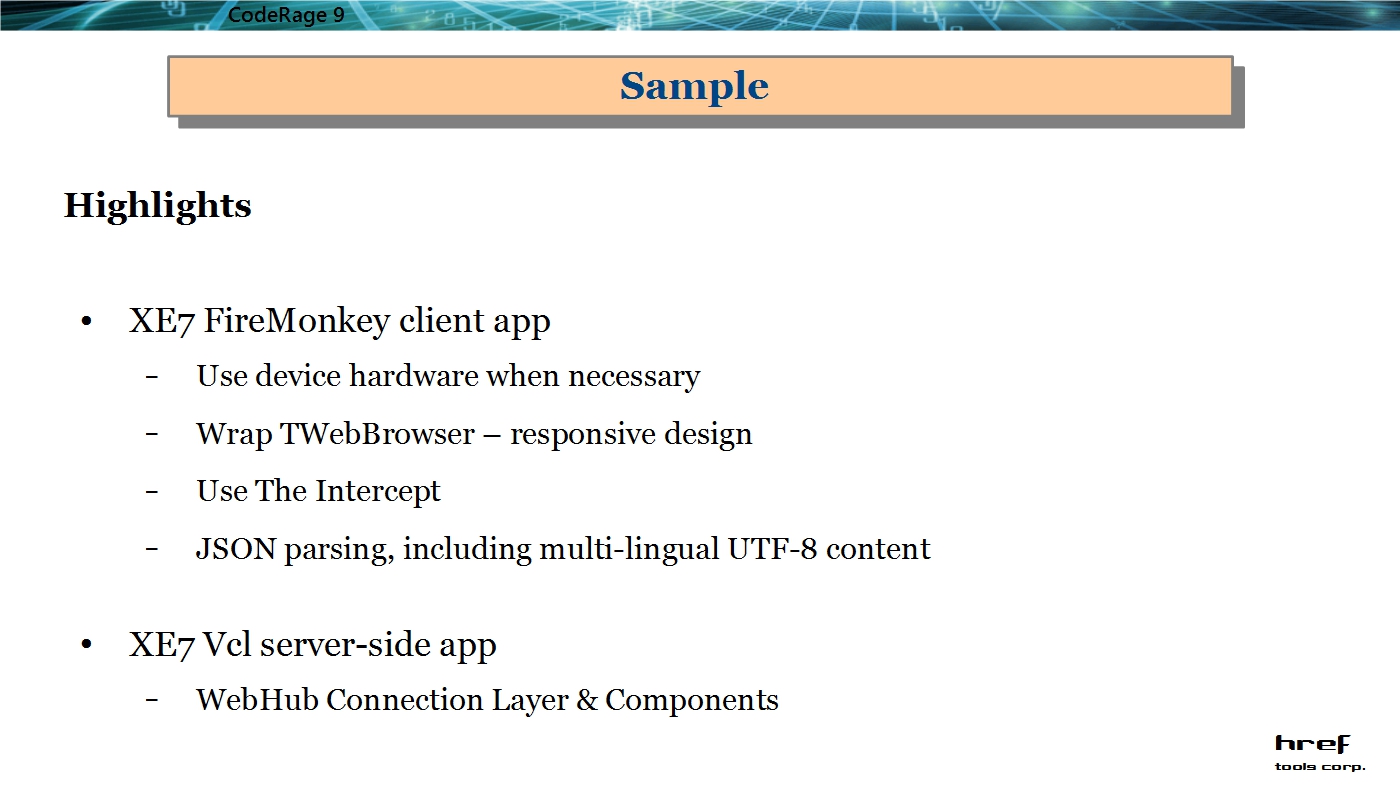 CodeRage 9
Sample
Highlights
• XE7 FireMonkey client app
– Use device hardware when necessary
– Wrap TWebBrowser – responsive design
– Use The Intercept
– JSON parsing, including multi-lingual UTF-8 content
• XE7 Vcl server-side app
– WebHub Connection Layer & Components
href
tools corp.